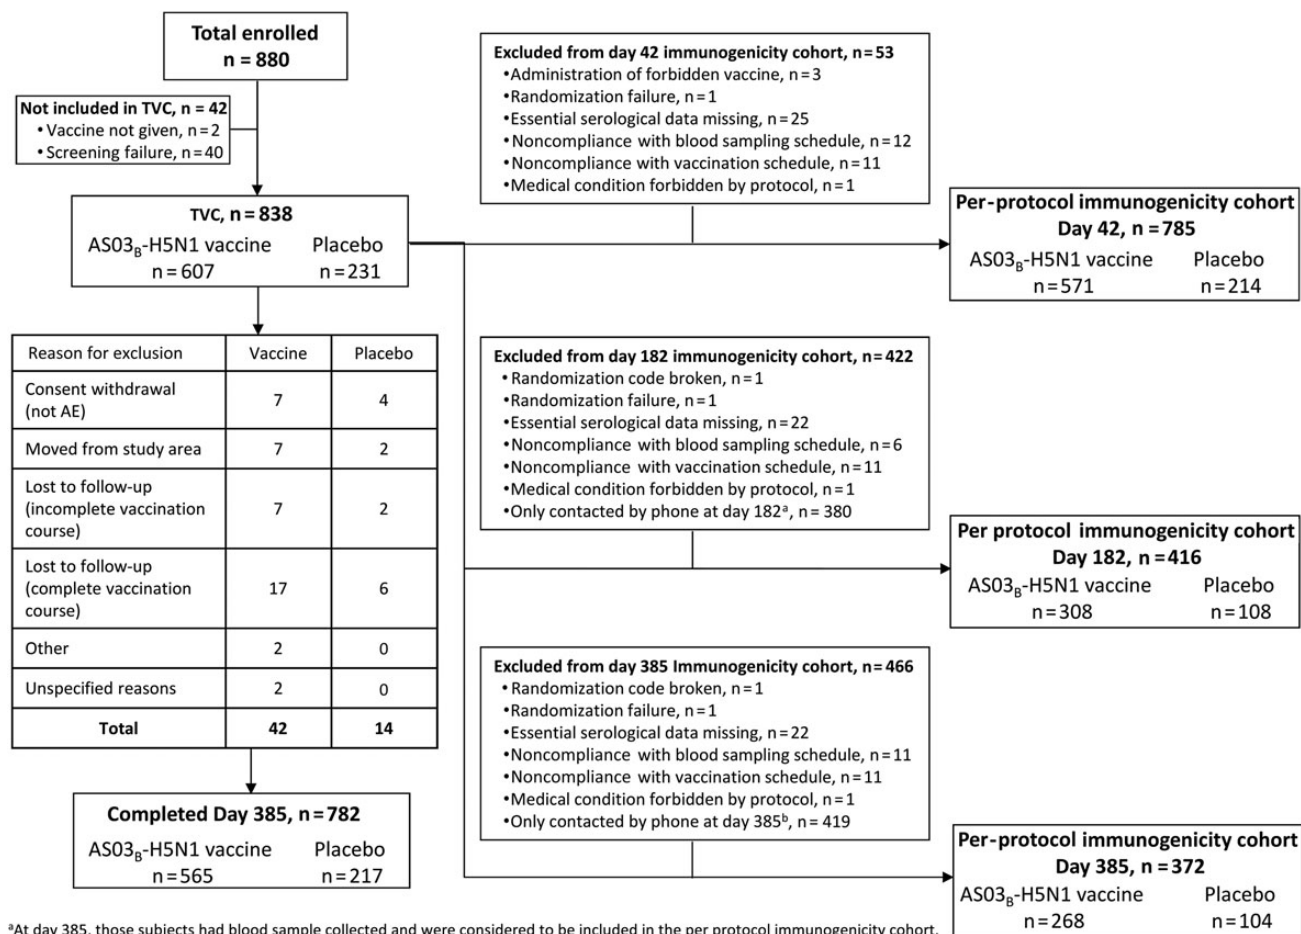 Total enrolled
n = 880
Not included in TVC, n = 42
• Vaccine not given, n = 2
• Screening failure, n = 40
TVC, n = 838
AS03B-H5N1 vaccine Placebo
n = 607 n = 231
Reason for exclusion Vaccine Placebo
Consent withdrawal
(not AE) 7 4
Moved from study area 7 2
Lost to follow-up
(incomplete vaccination 7 2
course)
Lost to follow-up
(complete vaccination 17 6
course)
Other 2 0
Unspecified reasons 2 0
Total 42 14
Completed Day 385, n = 782
AS03B-H5N1 vaccine Placebo
n = 565 n = 217
Excluded from day 42 immunogenicity cohort, n = 53
•Administration of forbidden vaccine, n = 3
•Randomization failure, n = 1
•Essential serological data missing, n = 25
•Noncompliance with blood sampling schedule, n = 12
•Noncompliance with vaccination schedule, n = 11
•Medical condition forbidden by protocol, n = 1
Per-protocol immunogenicity cohort
Day 42, n = 785
AS03B-H5N1 vaccine Placebo
n = 571 n = 214
Excluded from day 182 immunogenicity cohort, n = 422
• Randomization code broken, n = 1
•Randomization failure, n = 1
•Essential serological data missing, n = 22
•Noncompliance with blood sampling schedule, n = 6
•Noncompliance with vaccination schedule, n = 11
•Medical condition forbidden by protocol, n = 1
•Only contacted by phone at day 182a, n = 380
Per protocol immunogenicity cohort
Day 182, n = 416
AS03B-H5N1 vaccine Placebo
n = 308 n = 108
Excluded from day 385 Immunogenicity cohort, n = 466
• Randomization code broken, n = 1
•Randomization failure, n = 1
•Essential serological data missing, n = 22
•Noncompliance with blood sampling schedule, n = 11
•Noncompliance with vaccination schedule, n = 11
•Medical condition forbidden by protocol, n = 1
•Only contacted by phone at day 385b, n = 419
Per-protocol immunogenicity cohort
Day 385, n = 372
AS03B-H5N1 vaccine Placebo
n = 268 n = 104
aAt day 385, those subjects had blood sample collected and were considered to be included in the per protocol immunogenicity cohort.